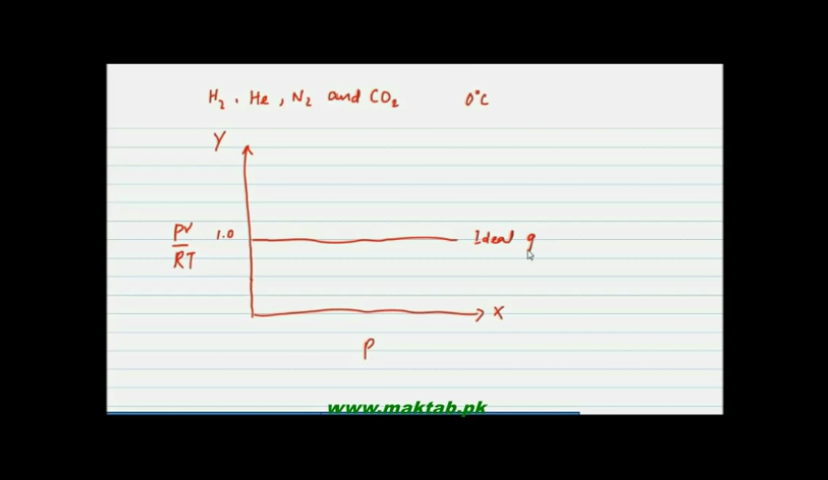 H₂, He, N₂ and CO₂ 0°C
Y
PV
RT
1.0
Ideal g
X
P
www.maktab.pk